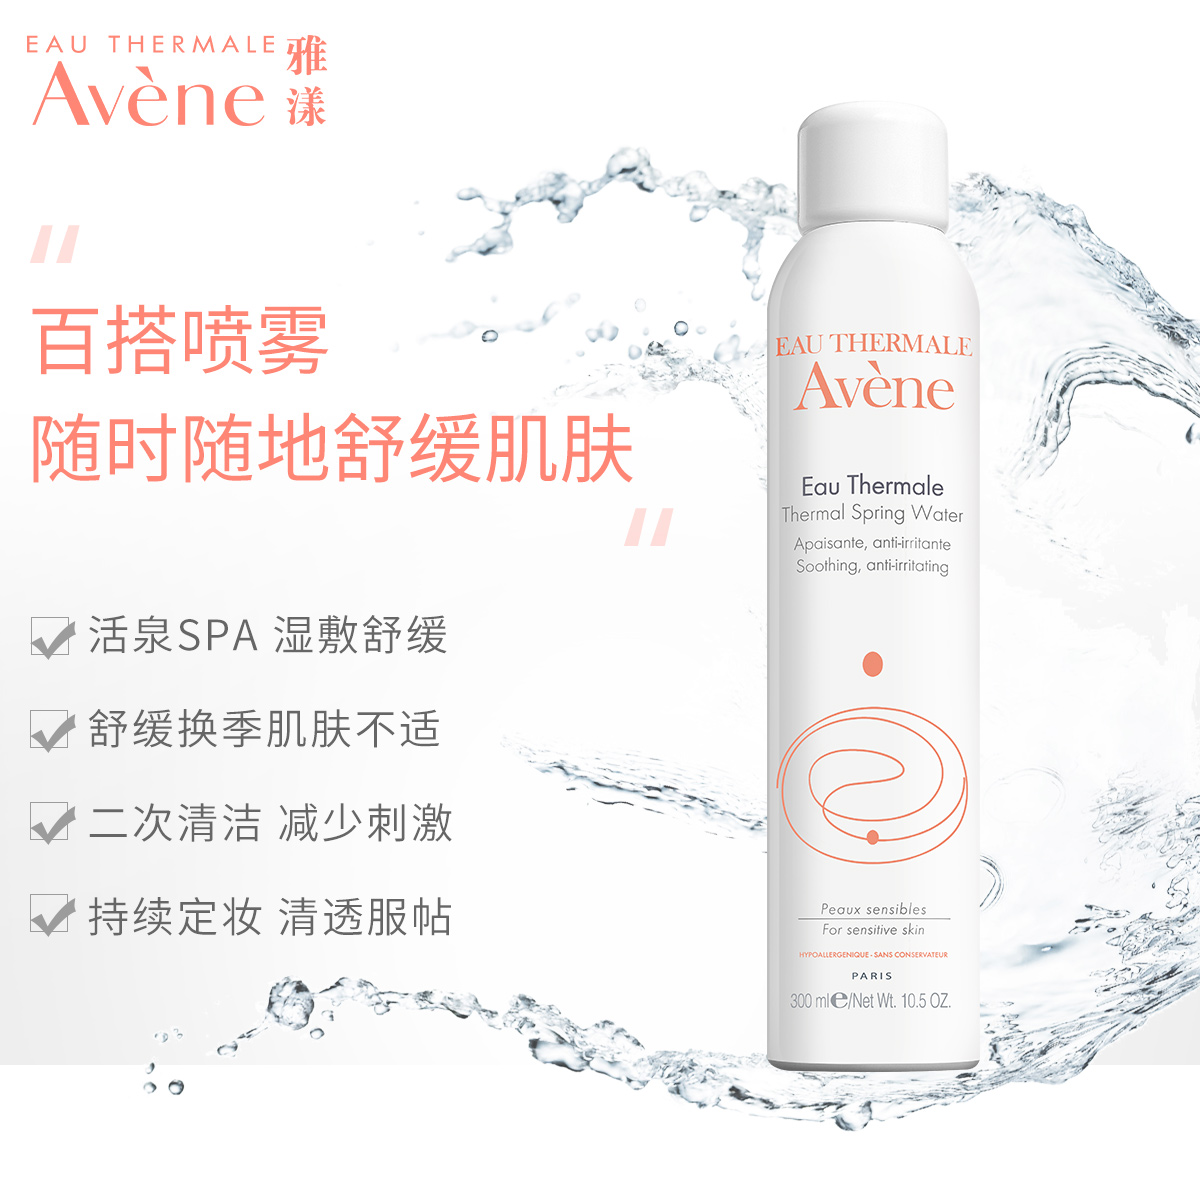 EAU THERMALE
Avène
雅漾
百搭喷雾
随时随地舒缓肌肤
活泉SPA 湿敷舒缓
舒缓换季肌肤不适
二次清洁 减少刺激
持续定妆 清透服帖
EAU THERMALE
Avène
Eau Thermale
Thermal Spring Water
Apaisante, anti-irritante
Soothing, anti-irritating
Peaux sensibles
For sensitive skin
HYPOALLERGENIQUE - SANS CONSERVATEUR
PARIS
300 ml℮/Net Wt. 10.5 OZ.